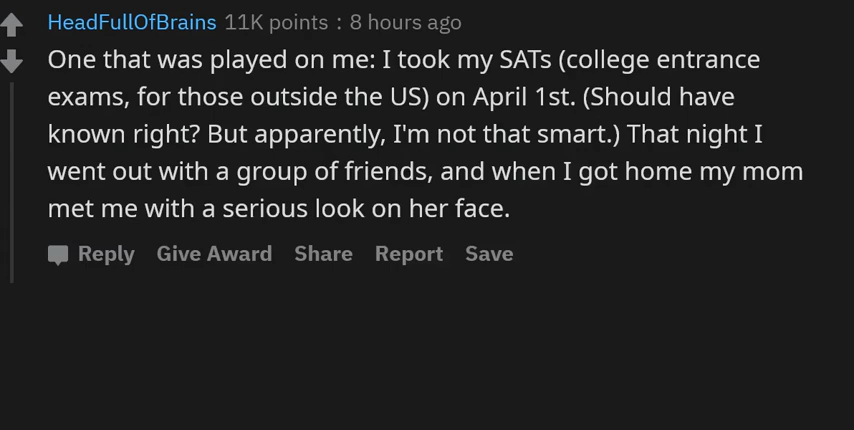 HeadFullOfBrains 11K points : 8 hours ago
One that was played on me: I took my SATs (college entrance
exams, for those outside the US) on April 1st. (Should have
known right? But apparently, I'm not that smart.) That night I
went out with a group of friends, and when I got home my mom
met me with a serious look on her face.
Reply Give Award Share Report Save